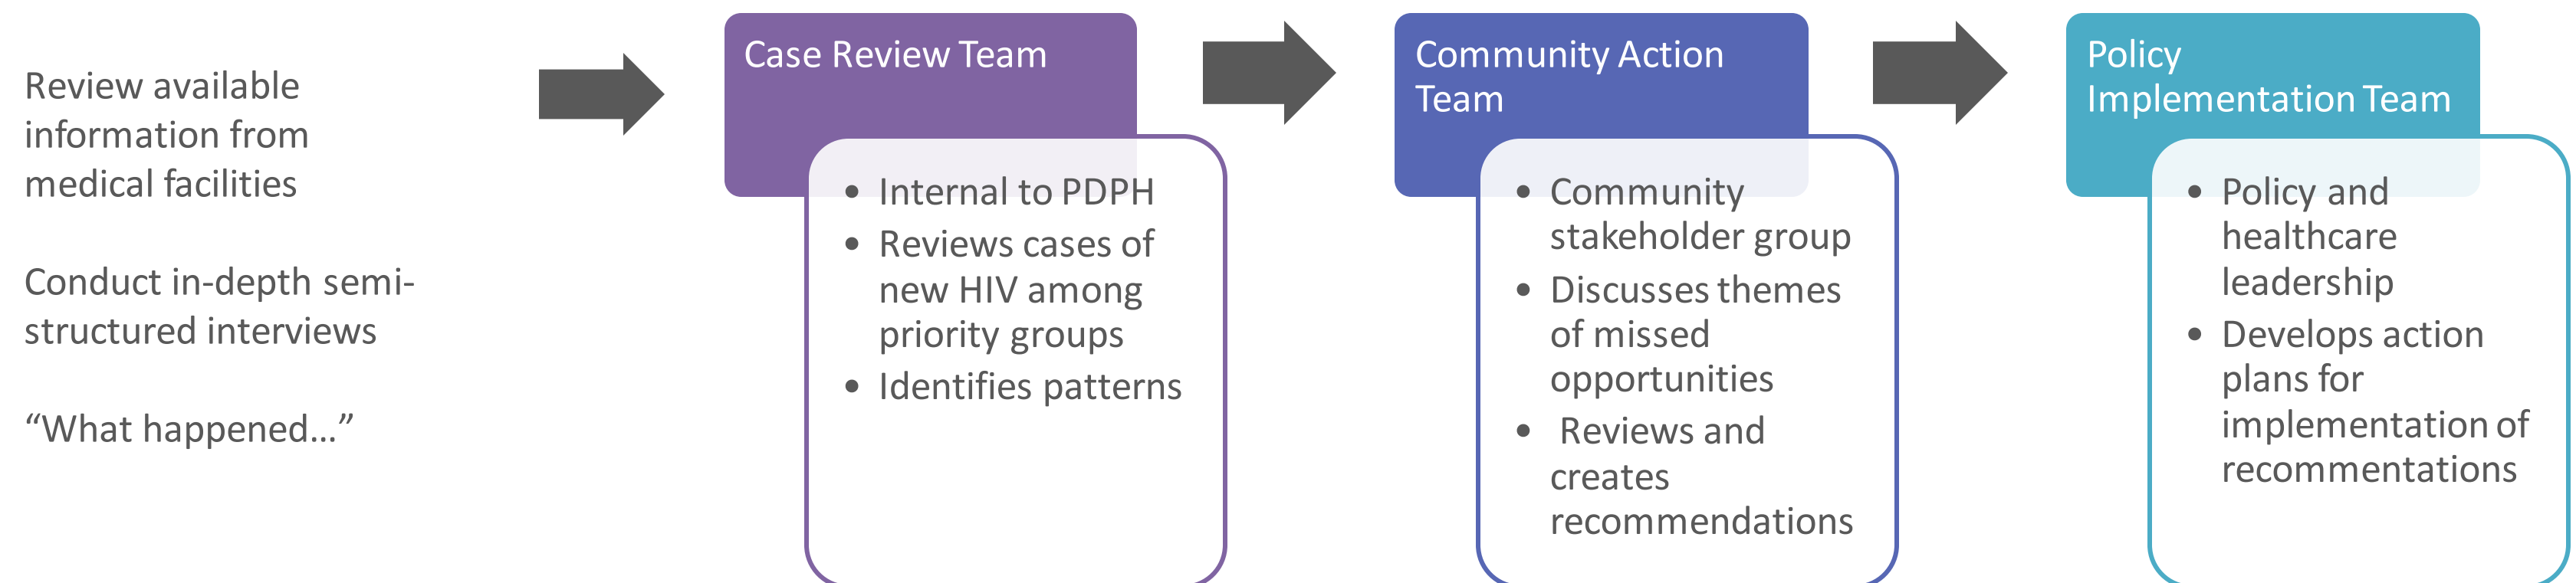 Review available
information from
medical facilities
Conduct in-depth semi-
structured interviews
“What happened…”
Case Review Team
• Internal to PDPH
• Reviews cases of
new HIV among
priority groups
• Identifies patterns
Community Action
Team
• Community
stakeholder group
• Discusses themes
of missed
opportunities
• Reviews and
creates
recommendations
Policy
Implementation Team
• Policy and
healthcare
leadership
• Develops action
plans for
implementation of
recommentations